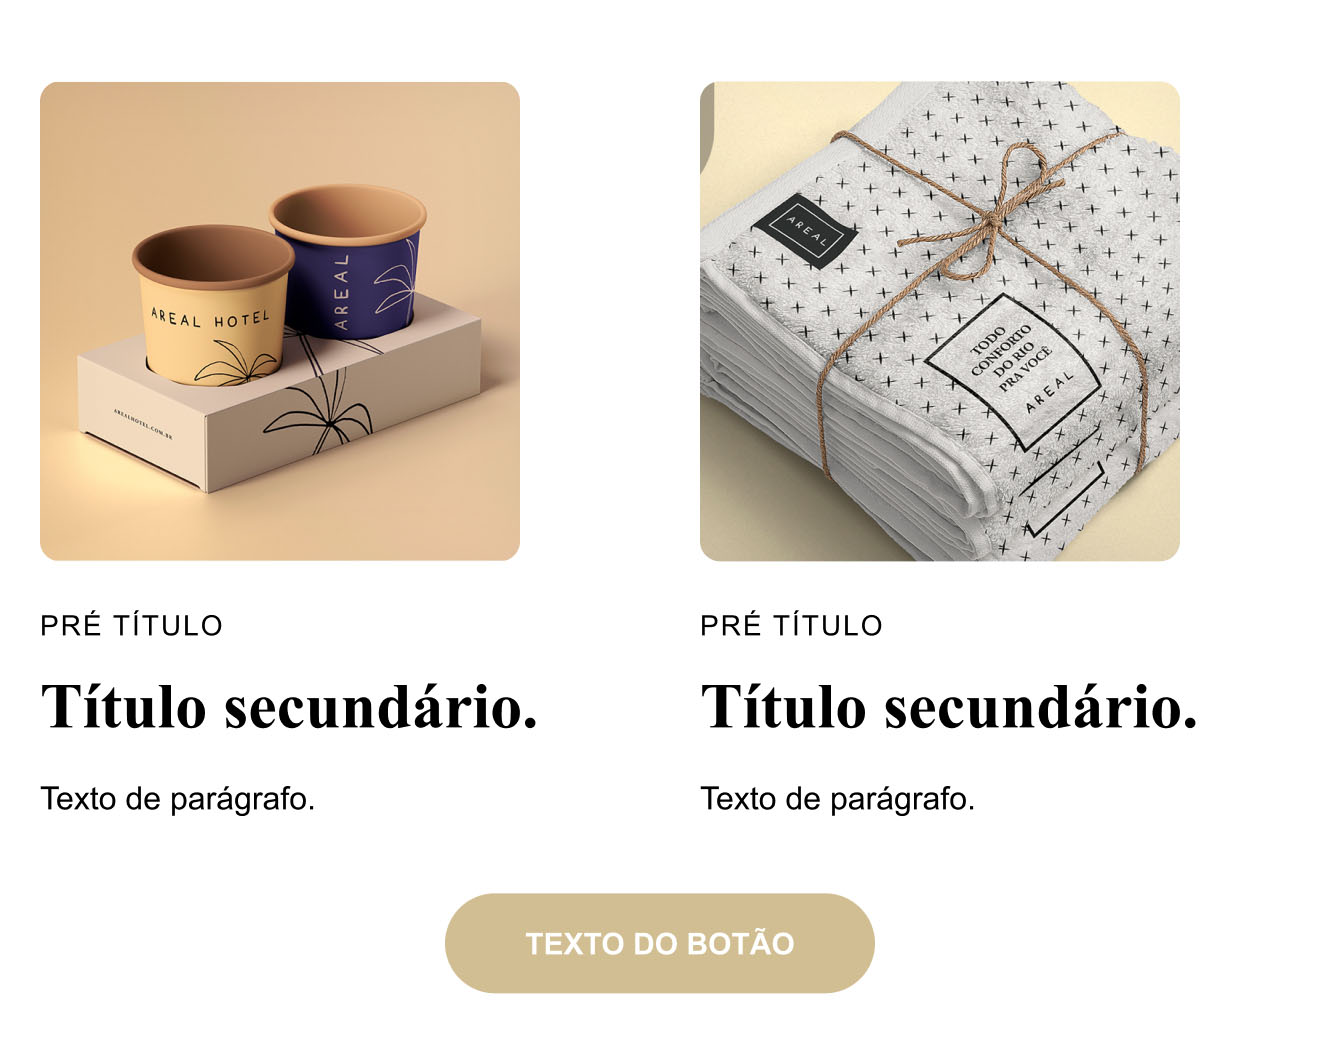 AREAL HOTEL
AREAL
AREALHOTEL.COM.BR
AREAL
TODO
CONFORTO
DO RIO
PRA VOCÊ
AREAL
PRÉ TÍTULO
Título secundário.
Texto de parágrafo.
PRÉ TÍTULO
Título secundário.
Texto de parágrafo.
TEXTO DO BOTÃO